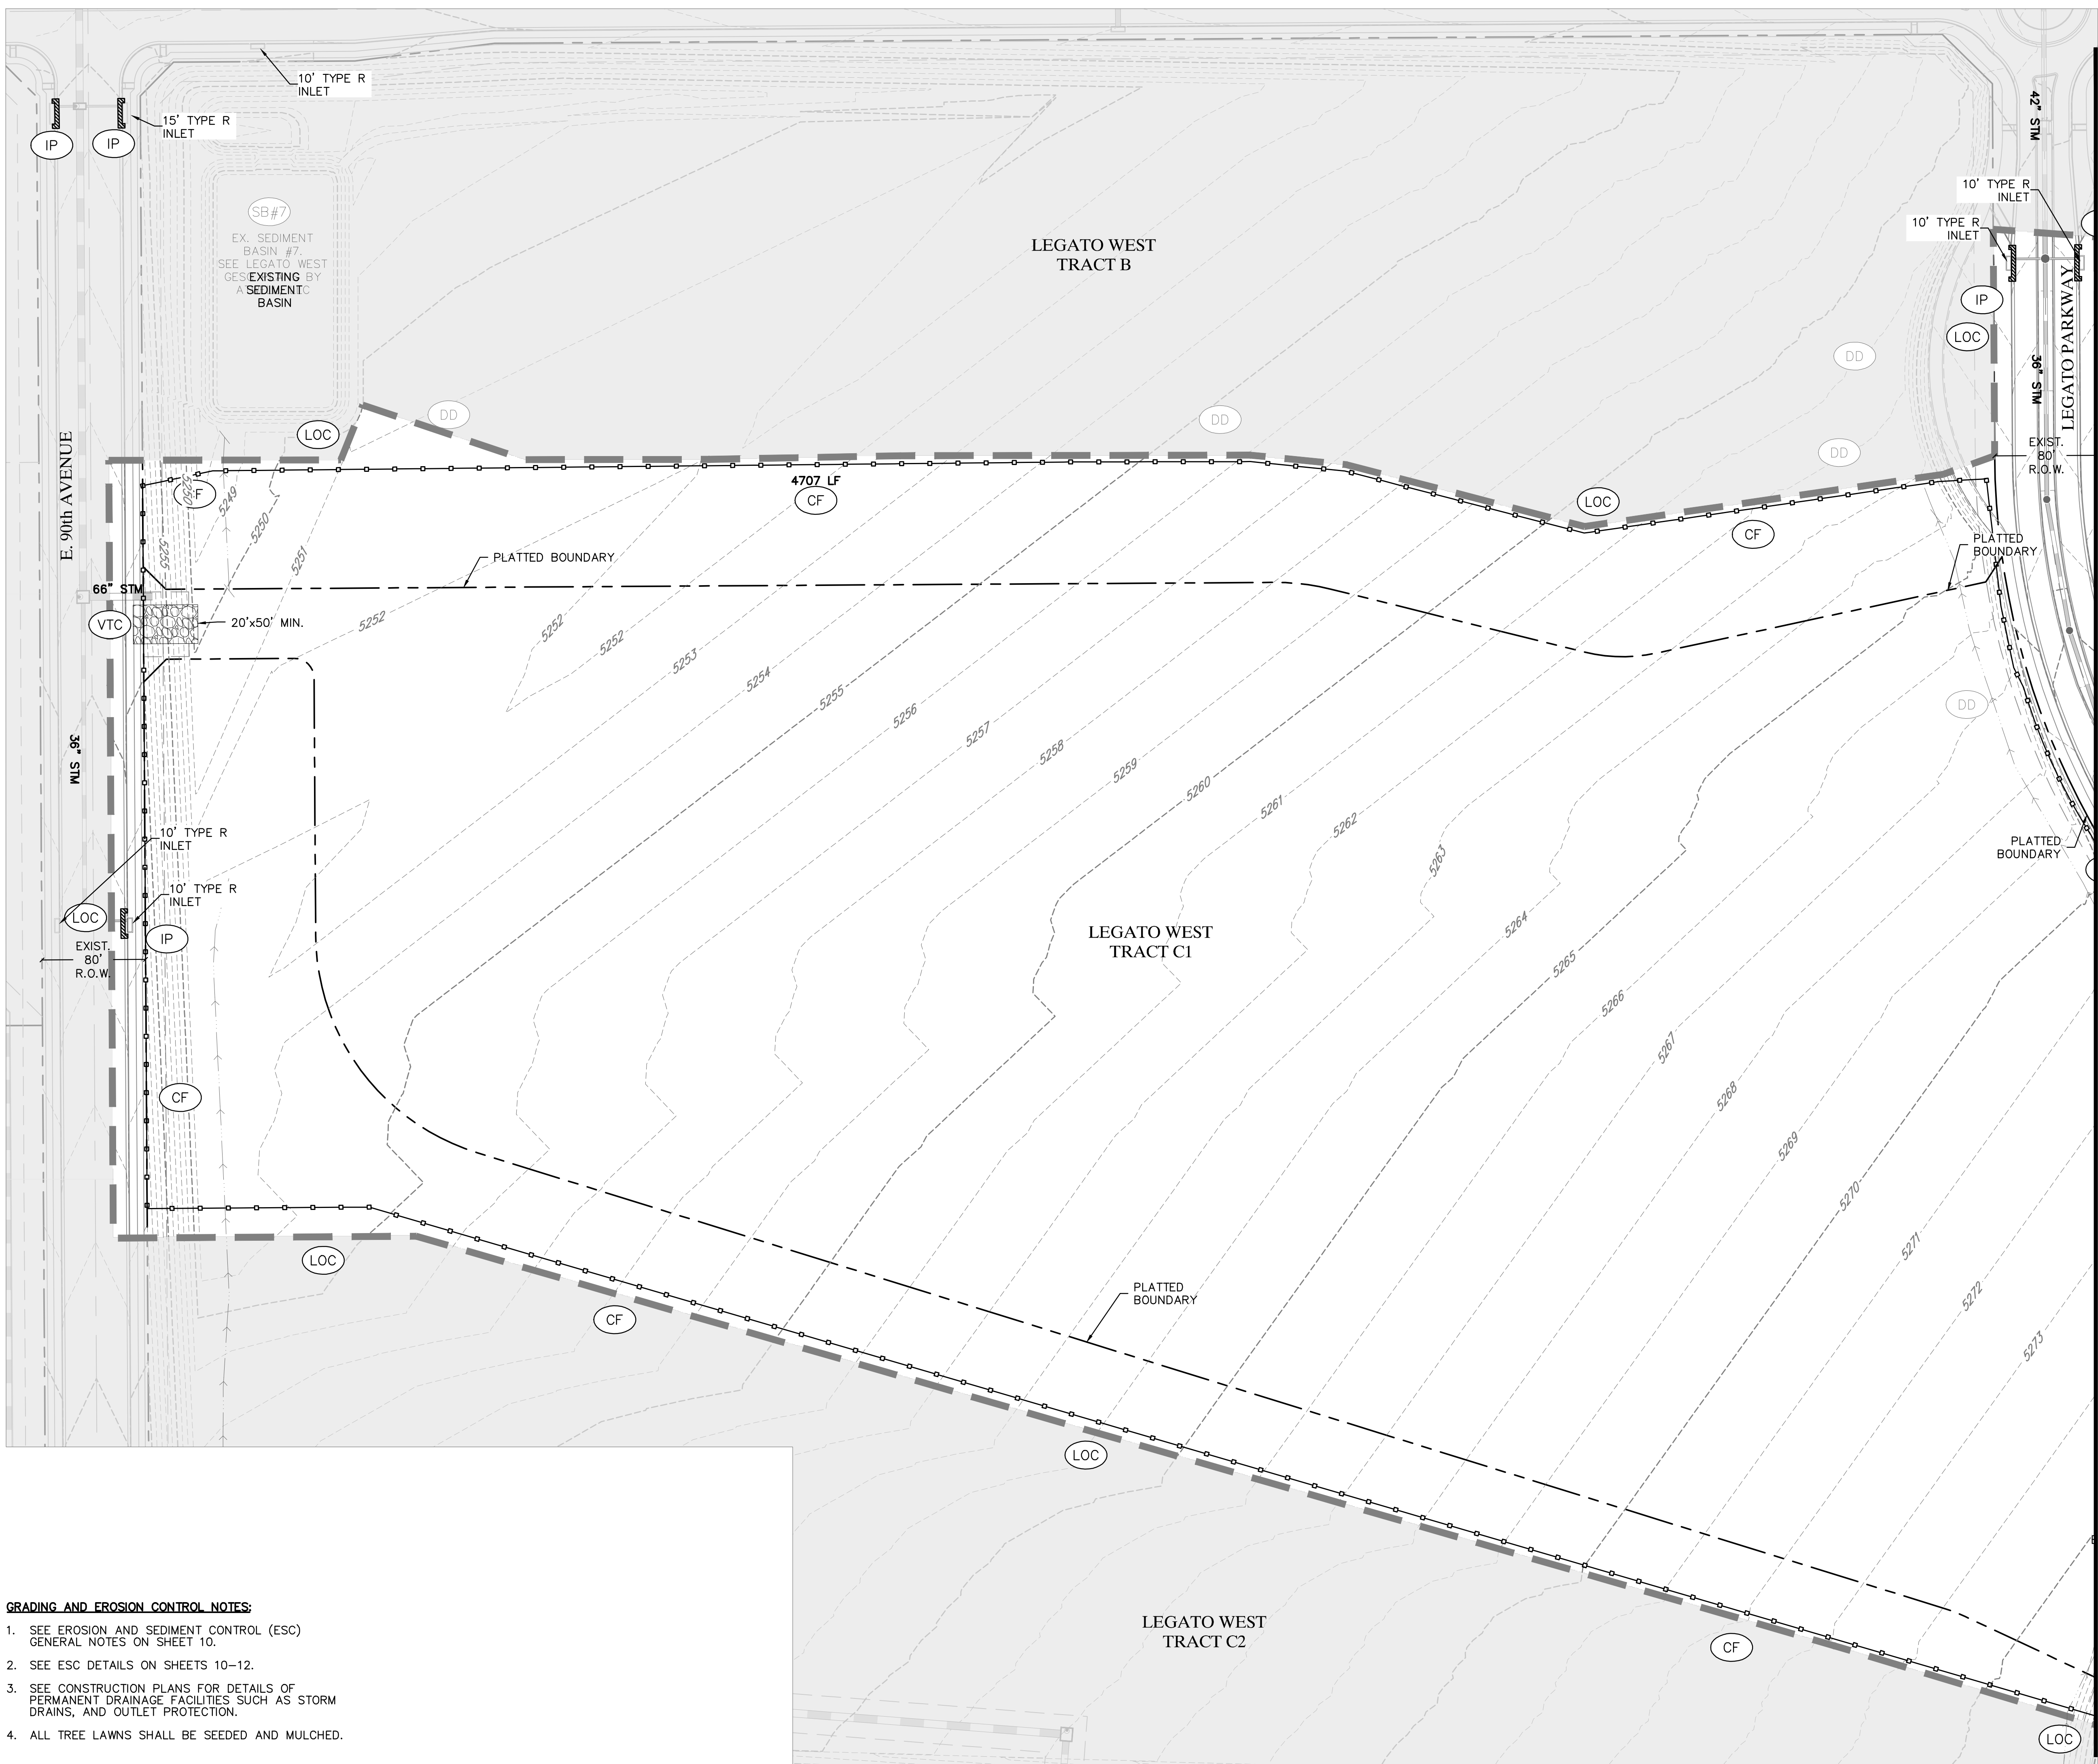 10' TYPE R
INLET
15' TYPE R
INLET
IP
IP
42" STM
10' TYPE R
INLET
10' TYPE R
INLET
SB#7
EX. SEDIMENT
BASIN #7.
SEE LEGATO WEST
EXISTING
SEDIMENT
BASIN
LEGATO WEST
TRACT B
IP
LOC
36" STM
LEGATO PARKWAY
DD
DD
DD
DD
LOC
EXIST.
80'
R.O.W.
E. 90th AVENUE
CF
4707 LF
CF
LOC
CF
5250
5249
5250
5251
5255
PLATTED BOUNDARY
PLATTED
BOUNDARY
66" STM
VTC
20'x50' MIN.
5252
5252
5252
5253
5254
5255
5256
5257
5258
5259
5260
5261
5262
5263
5264
5265
5266
5267
5268
5269
5270
5271
5272
5273
DD
36" STM
10' TYPE R
INLET
10' TYPE R
INLET
LOC
IP
EXIST.
80'
R.O.W.
PLATTED
BOUNDARY
LEGATO WEST
TRACT C1
CF
LOC
CF
PLATTED
BOUNDARY
LOC
LEGATO WEST
TRACT C2
CF
LOC
GRADING AND EROSION CONTROL NOTES:
1. SEE EROSION AND SEDIMENT CONTROL (ESC)
GENERAL NOTES ON SHEET 10.
2. SEE ESC DETAILS ON SHEETS 10–12.
3. SEE CONSTRUCTION PLANS FOR DETAILS OF
PERMANENT DRAINAGE FACILITIES SUCH AS STORM
DRAINS, AND OUTLET PROTECTION.
4. ALL TREE LAWNS SHALL BE SEEDED AND MULCHED.